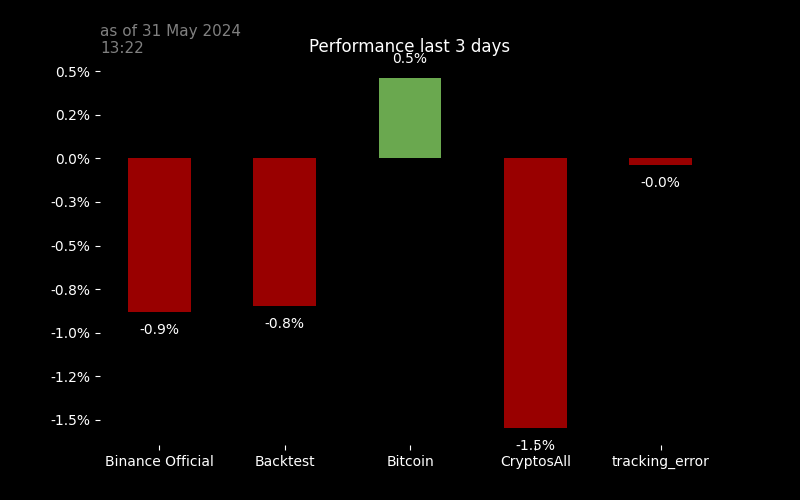 as of 31 May 2024
13:22
Performance last 3 days
0.5%
0.5%
0.2%
0.0%
-0.3%
-0.5%
-0.8%
-1.0%
-1.2%
-1.5%
-0.9%
-0.8%
-0.0%
-1.5%
Binance Official
Backtest
Bitcoin
CryptosAll
tracking_error